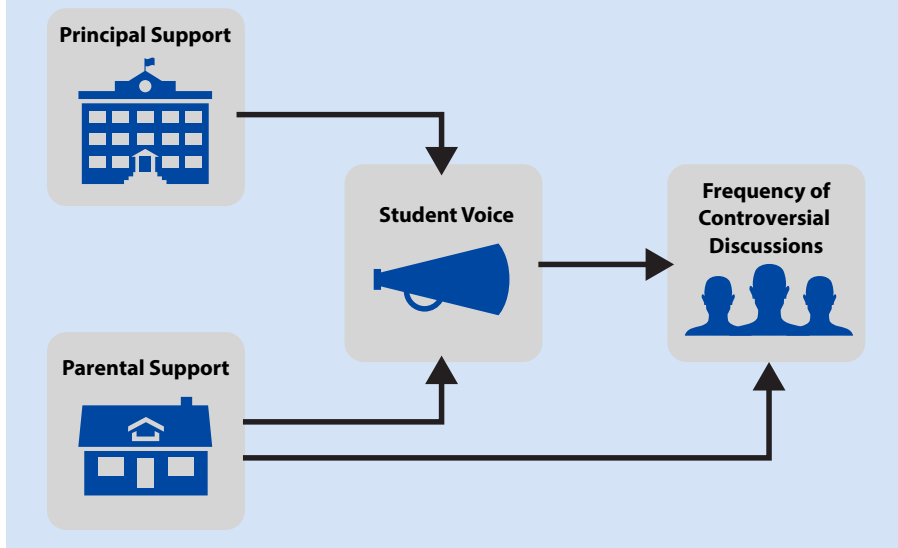 Principal Support
Student Voice
Frequency of
Controversial
Discussions
Parental Support